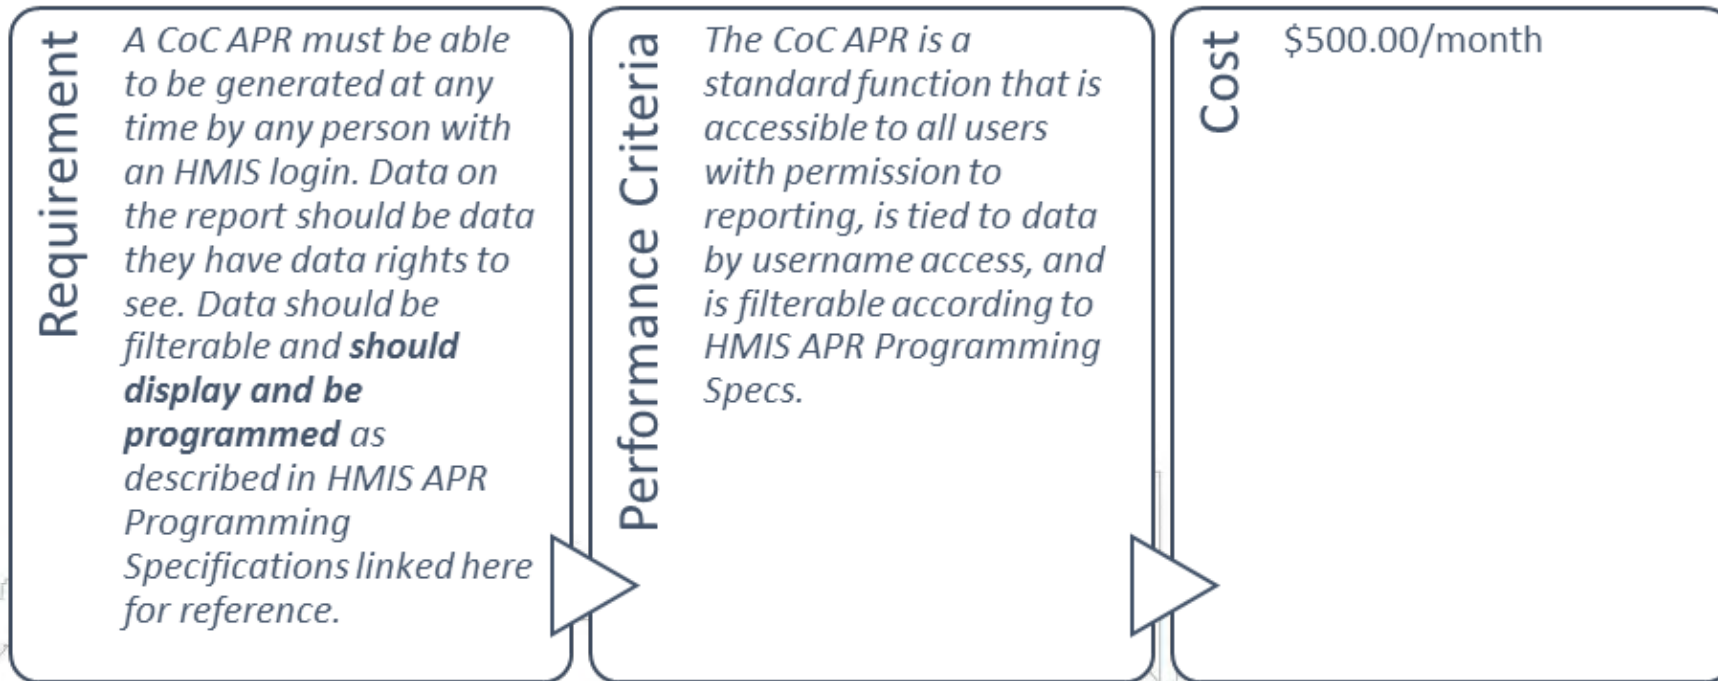 Requirement
A CoC APR must be able
to be generated at any
time by any person with
an HMIS login. Data on
the report should be data
they have data rights to
see. Data should be
filterable and should
display and be
programmed as
described in HMIS APR
Programming
Specifications linked here
for reference.
Performance Criteria
The CoC APR is a
standard function that is
accessible to all users
with permission to
reporting, is tied to data
by username access, and
is filterable according to
HMIS APR Programming
Specs.
Cost
$500.00/month